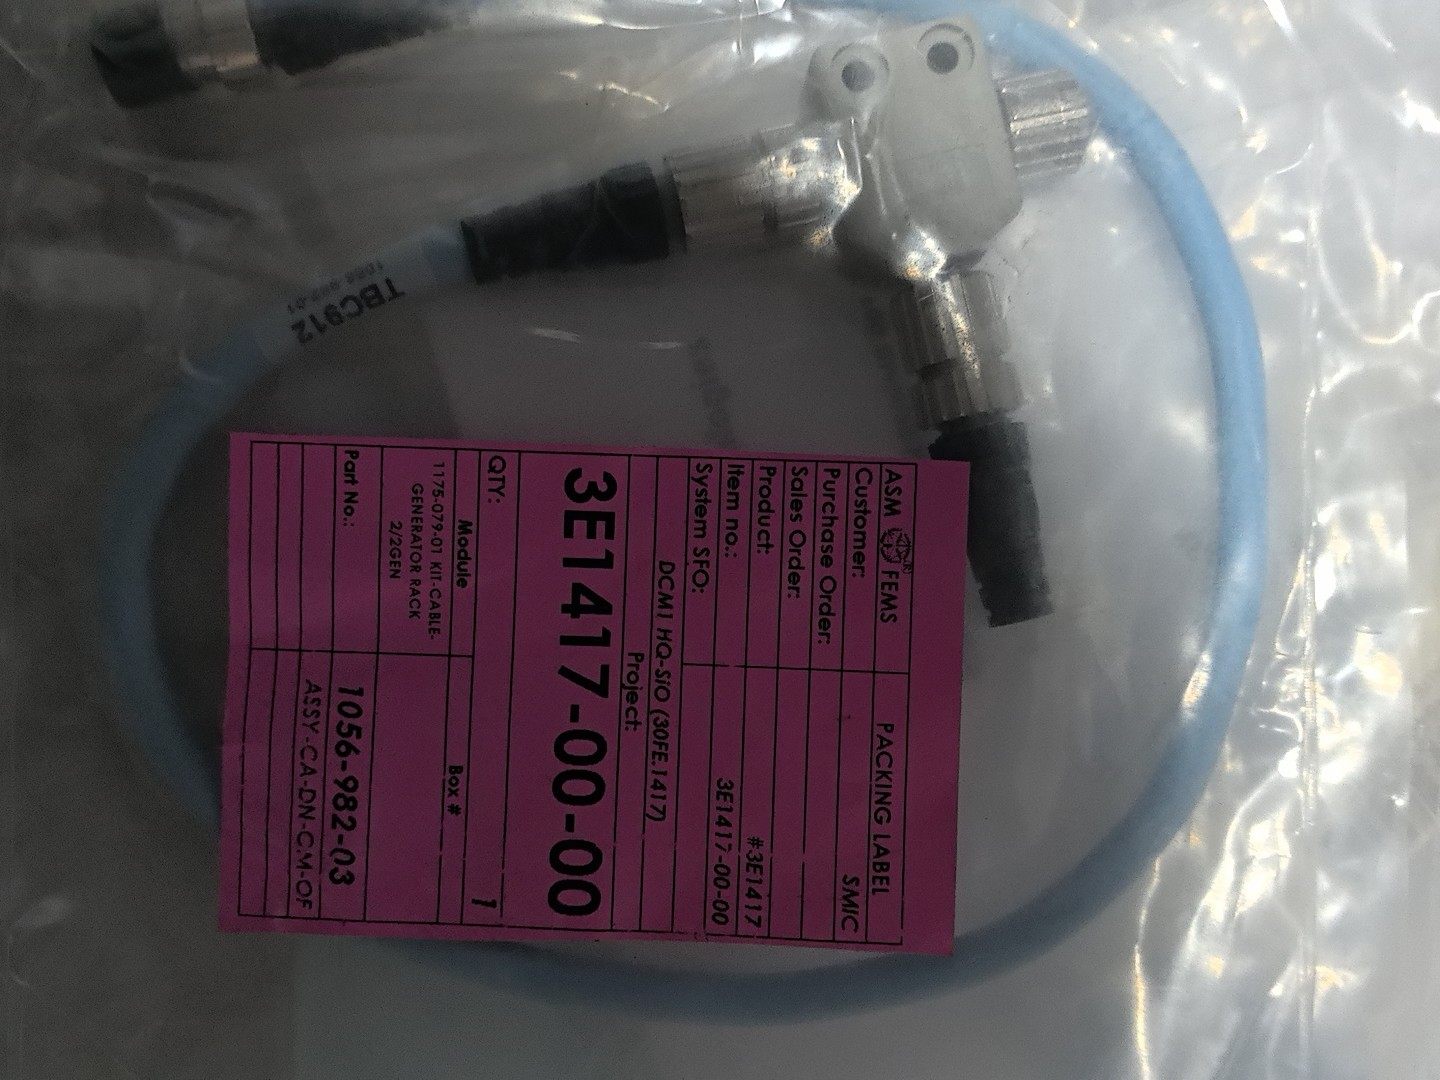 TBC912
ASM FEMS PACKING LABEL
Customer: SMIC
Purchase Order:
Sales Order:
Product: #3E1417
Item no.: 3E1417-00-00
System SFO:
DCM1 HQ-SiO (30FE.1417)
Project:
3E1417-00-00
QTY: 1
Module Box #
1175-079-01 KIT-CABLE-
GENERATOR RACK
2/2GEN
Part No.: 1056-982-03
ASSY-CA-DN-CM-OF